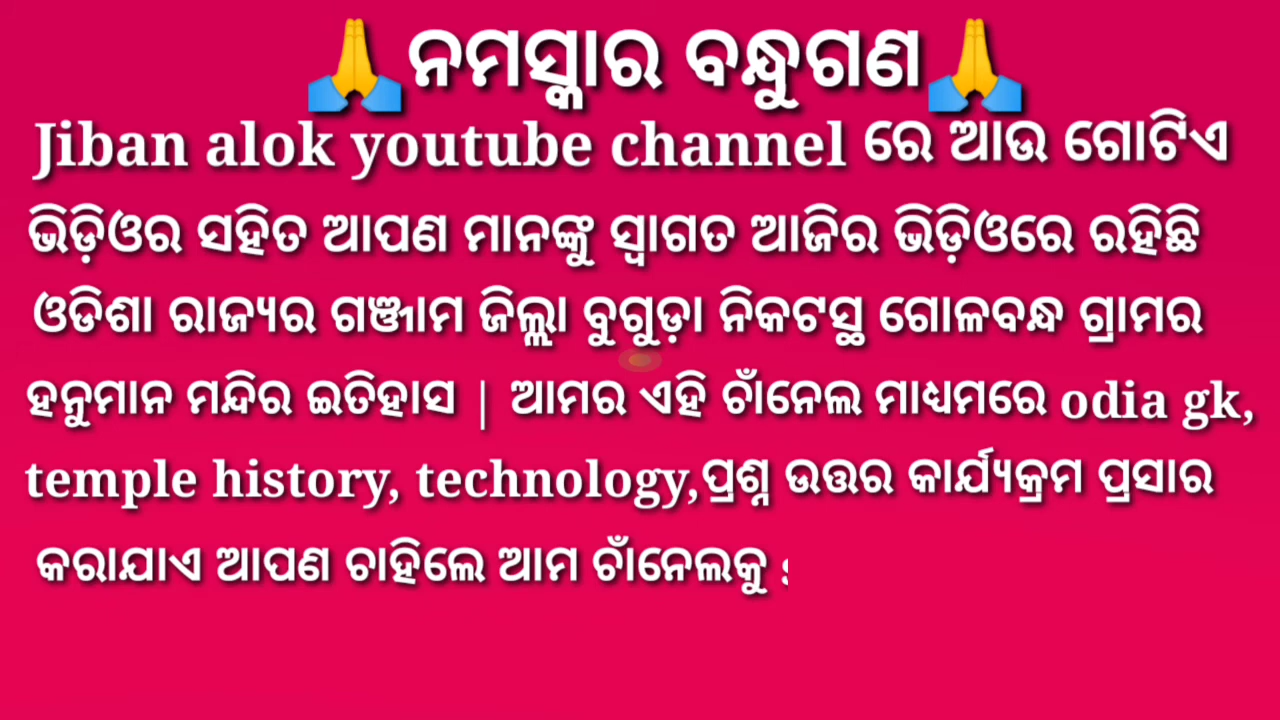 🙏ନମସ୍କାର ବନ୍ଧୁଗଣ🙏
Jiban alok youtube channel ରେ ଆଉ ଗୋଟିଏ
ଭିଡ଼ିଓର ସହିତ ଆପଣ ମାନଙ୍କୁ ସ୍ୱାଗତ ଆଜିର ଭିଡ଼ିଓରେ ରହିଛି
ଓଡିଶା ରାଜ୍ୟର ଗଞ୍ଜାମ ଜିଲ୍ଲା ବୁଗୁଡ଼ା ନିକଟସ୍ଥ ଗୋଳବନ୍ଧ ଗ୍ରାମର
ହନୁମାନ ମନ୍ଦିର ଇତିହାସ | ଆମର ଏହି ଚାଁନେଲ ମାଧ୍ୟମରେ odia gk,
temple history, technology,ପ୍ରଶ୍ନ ଉତ୍ତର କାର୍ଯ୍ୟକ୍ରମ ପ୍ରସାର
କରାଯାଏ ଆପଣ ଚାହିଲେ ଆମ ଚାଁନେଲକୁ